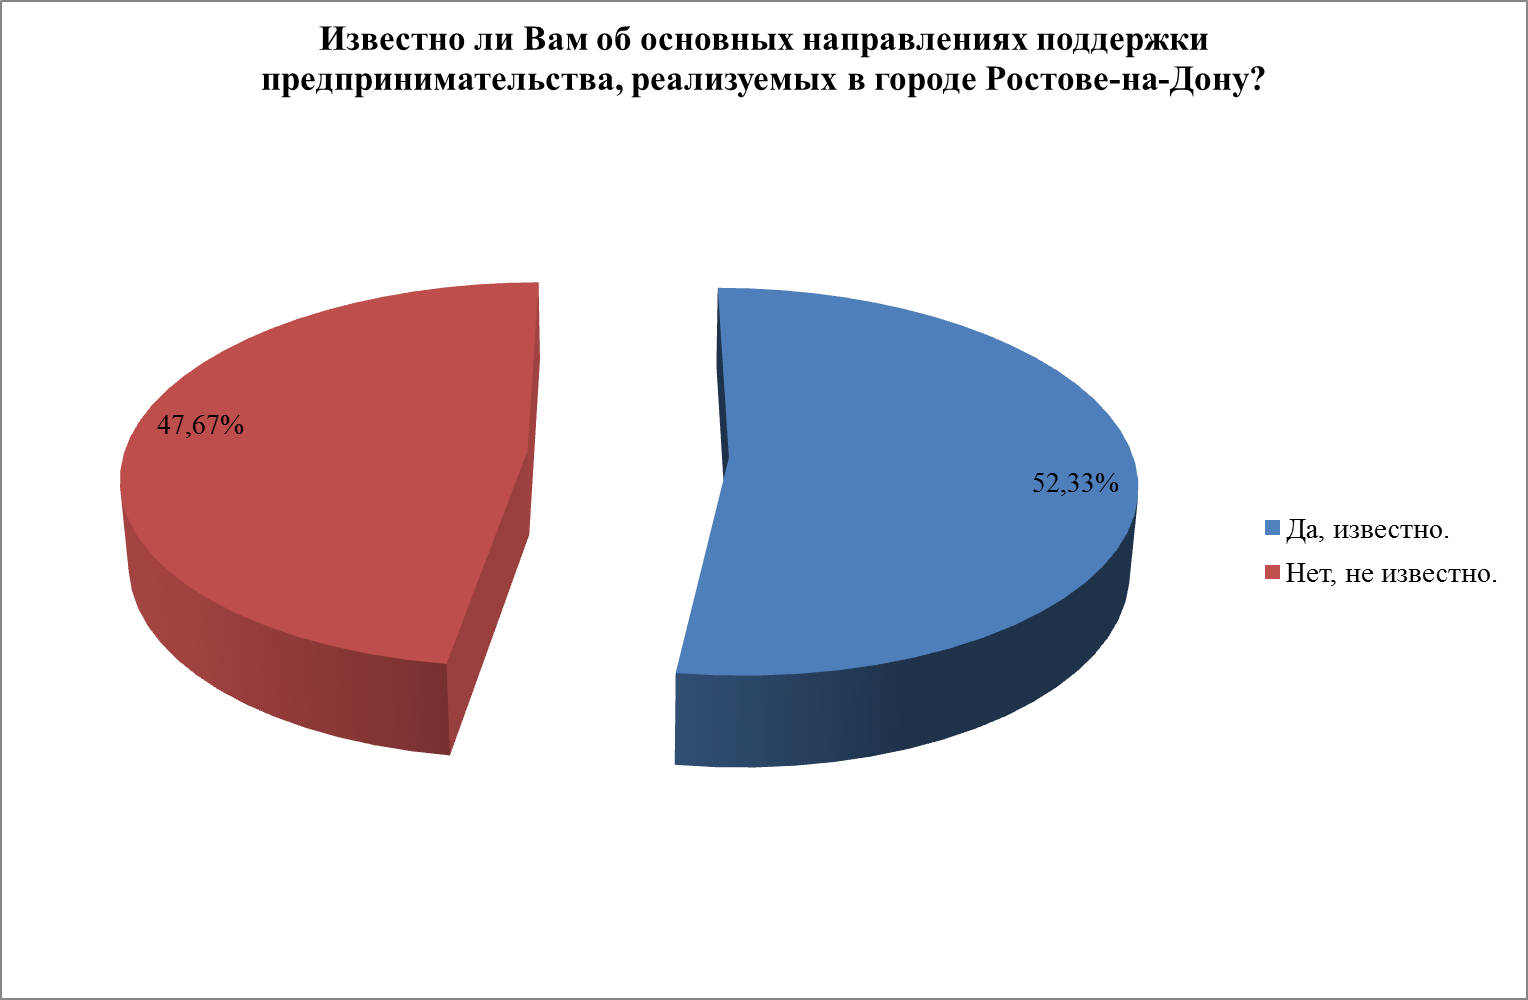 Известно ли Вам об основных направлениях поддержки
предпринимательства, реализуемых в городе Ростове-на-Дону?
47,67%
52,33%
Да, известно.
Нет, не известно.